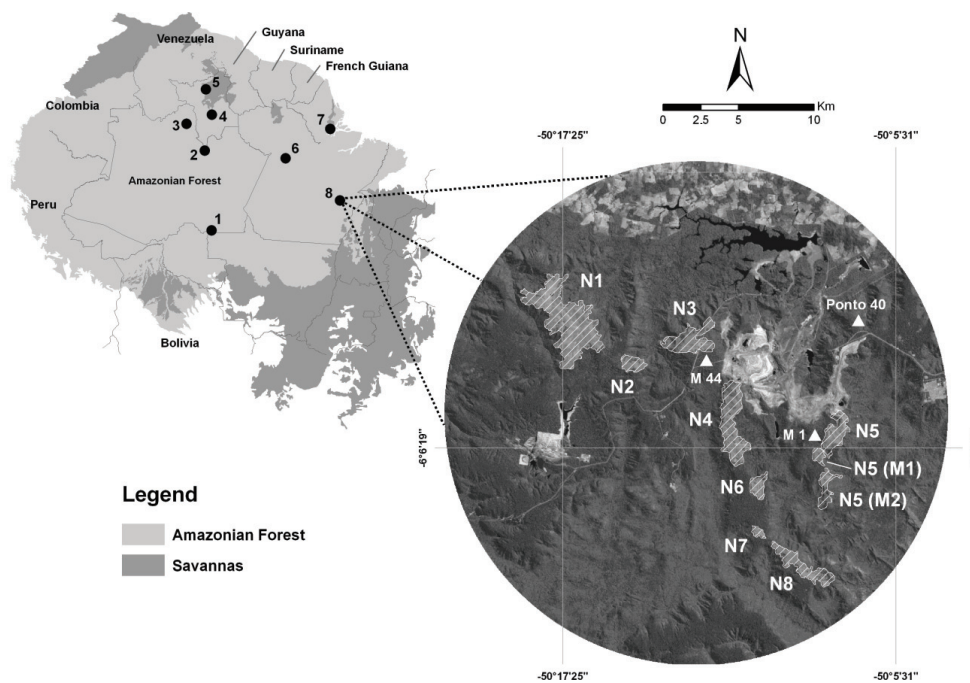 Venezuela
Guyana
Suriname
French Guiana
Colombia
5
4
3
7
2
6
Amazonian Forest
8
Peru
1
Bolivia
N
0 2.5 5 10 Km
-50°17'25"
-50°5'31"
N1
N3
Ponto 40
N2
M 44
N4
M 1
N5
-6°6'19"
N5 (M1)
N6
N5 (M2)
N7
N8
-50°17'25"
-50°5'31"
Legend
Amazonian Forest
Savannas